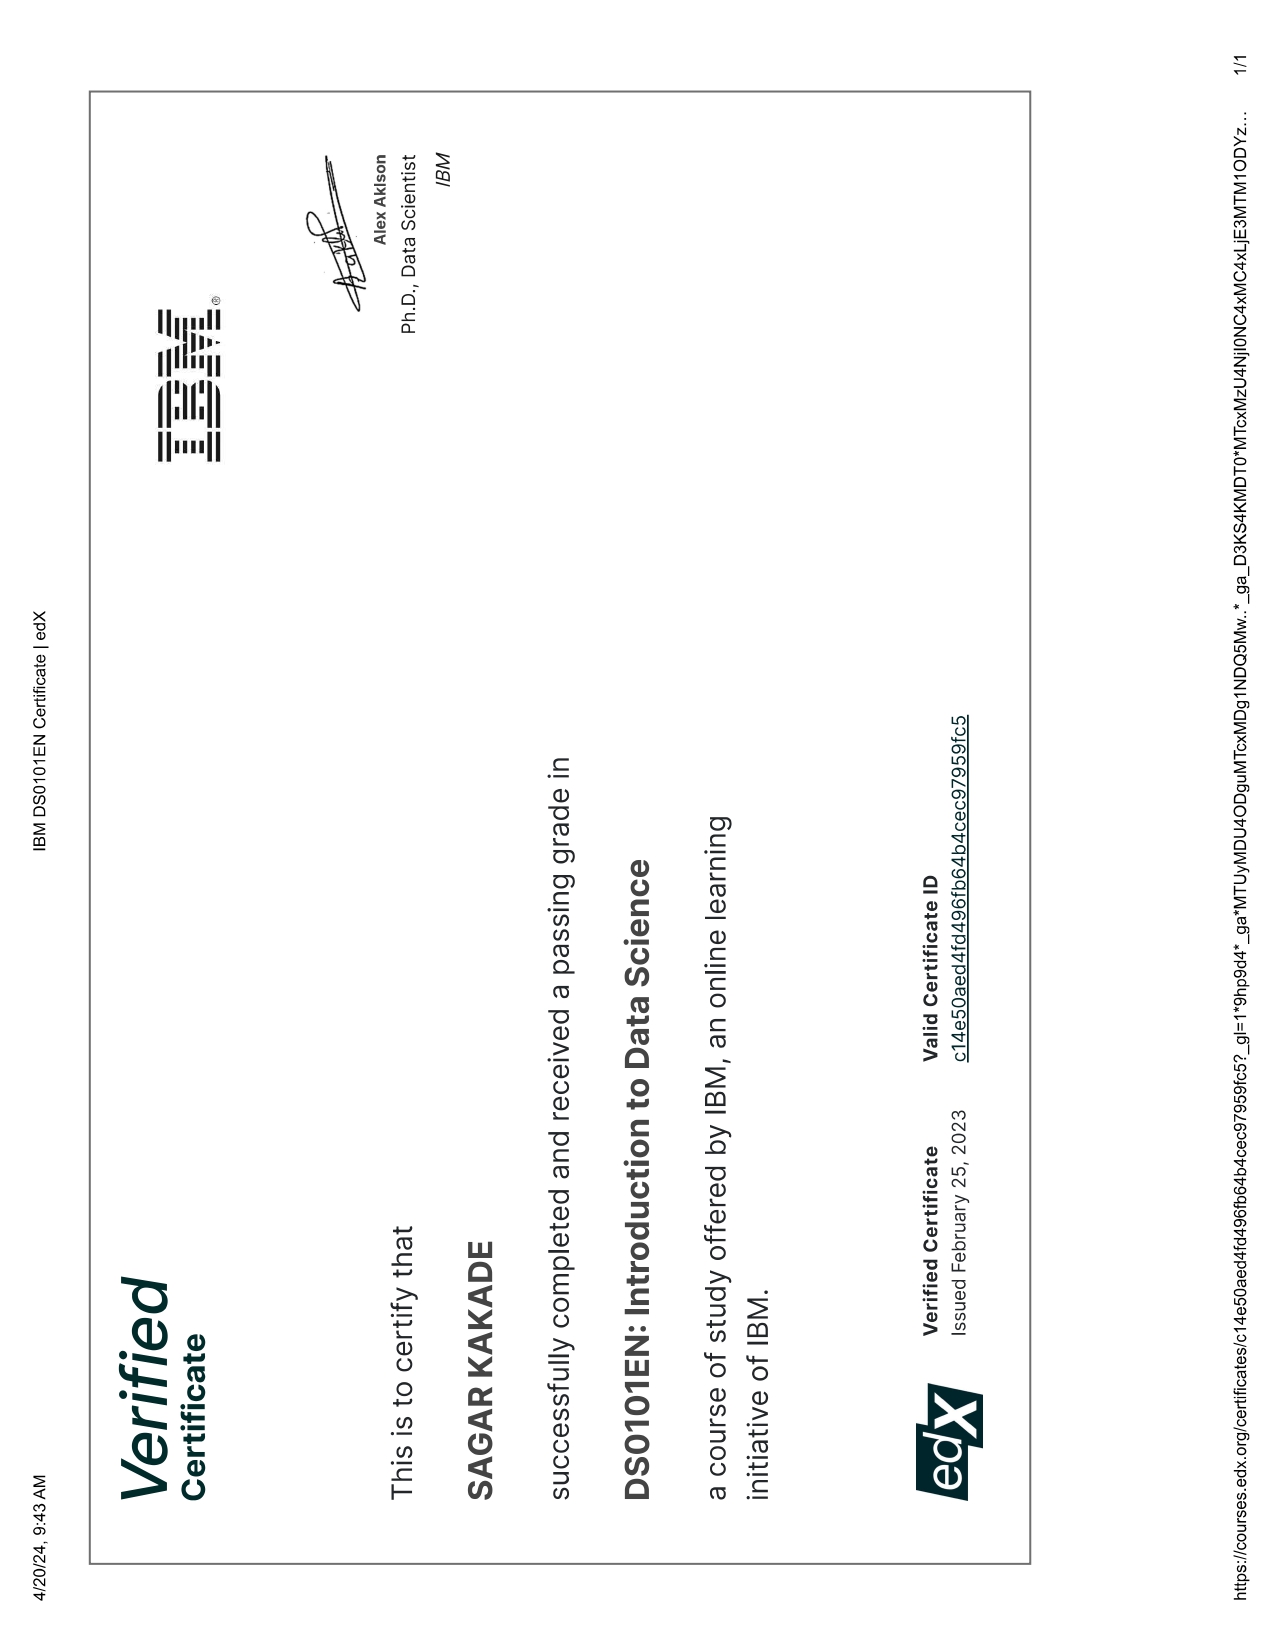 4/20/24, 9:43 AM
IBM DS0101EN Certificate | edX
Verified
Certificate
IBM®
Alex Aklson
Ph.D., Data Scientist
IBM
This is to certify that
SAGAR KAKADE
successfully completed and received a passing grade in
DS0101EN: Introduction to Data Science
a course of study offered by IBM, an online learning
initiative of IBM.
edX
Verified Certificate
Issued February 25, 2023
Valid Certificate ID
c14e50aed4fd496fb64b4cec97959fc5
https://courses.edx.org/certificates/c14e50aed4fd496fb64b4cec97959fc5?_gl=1*9hp9d4*_ga*MTUyMDU4ODguMTcxMDg1NDQ5Mw..*_ga_D3KS4KMDT0*MTcxMzU4NjI0NC4xMC4xLjE3MTM1ODYz…
1/1